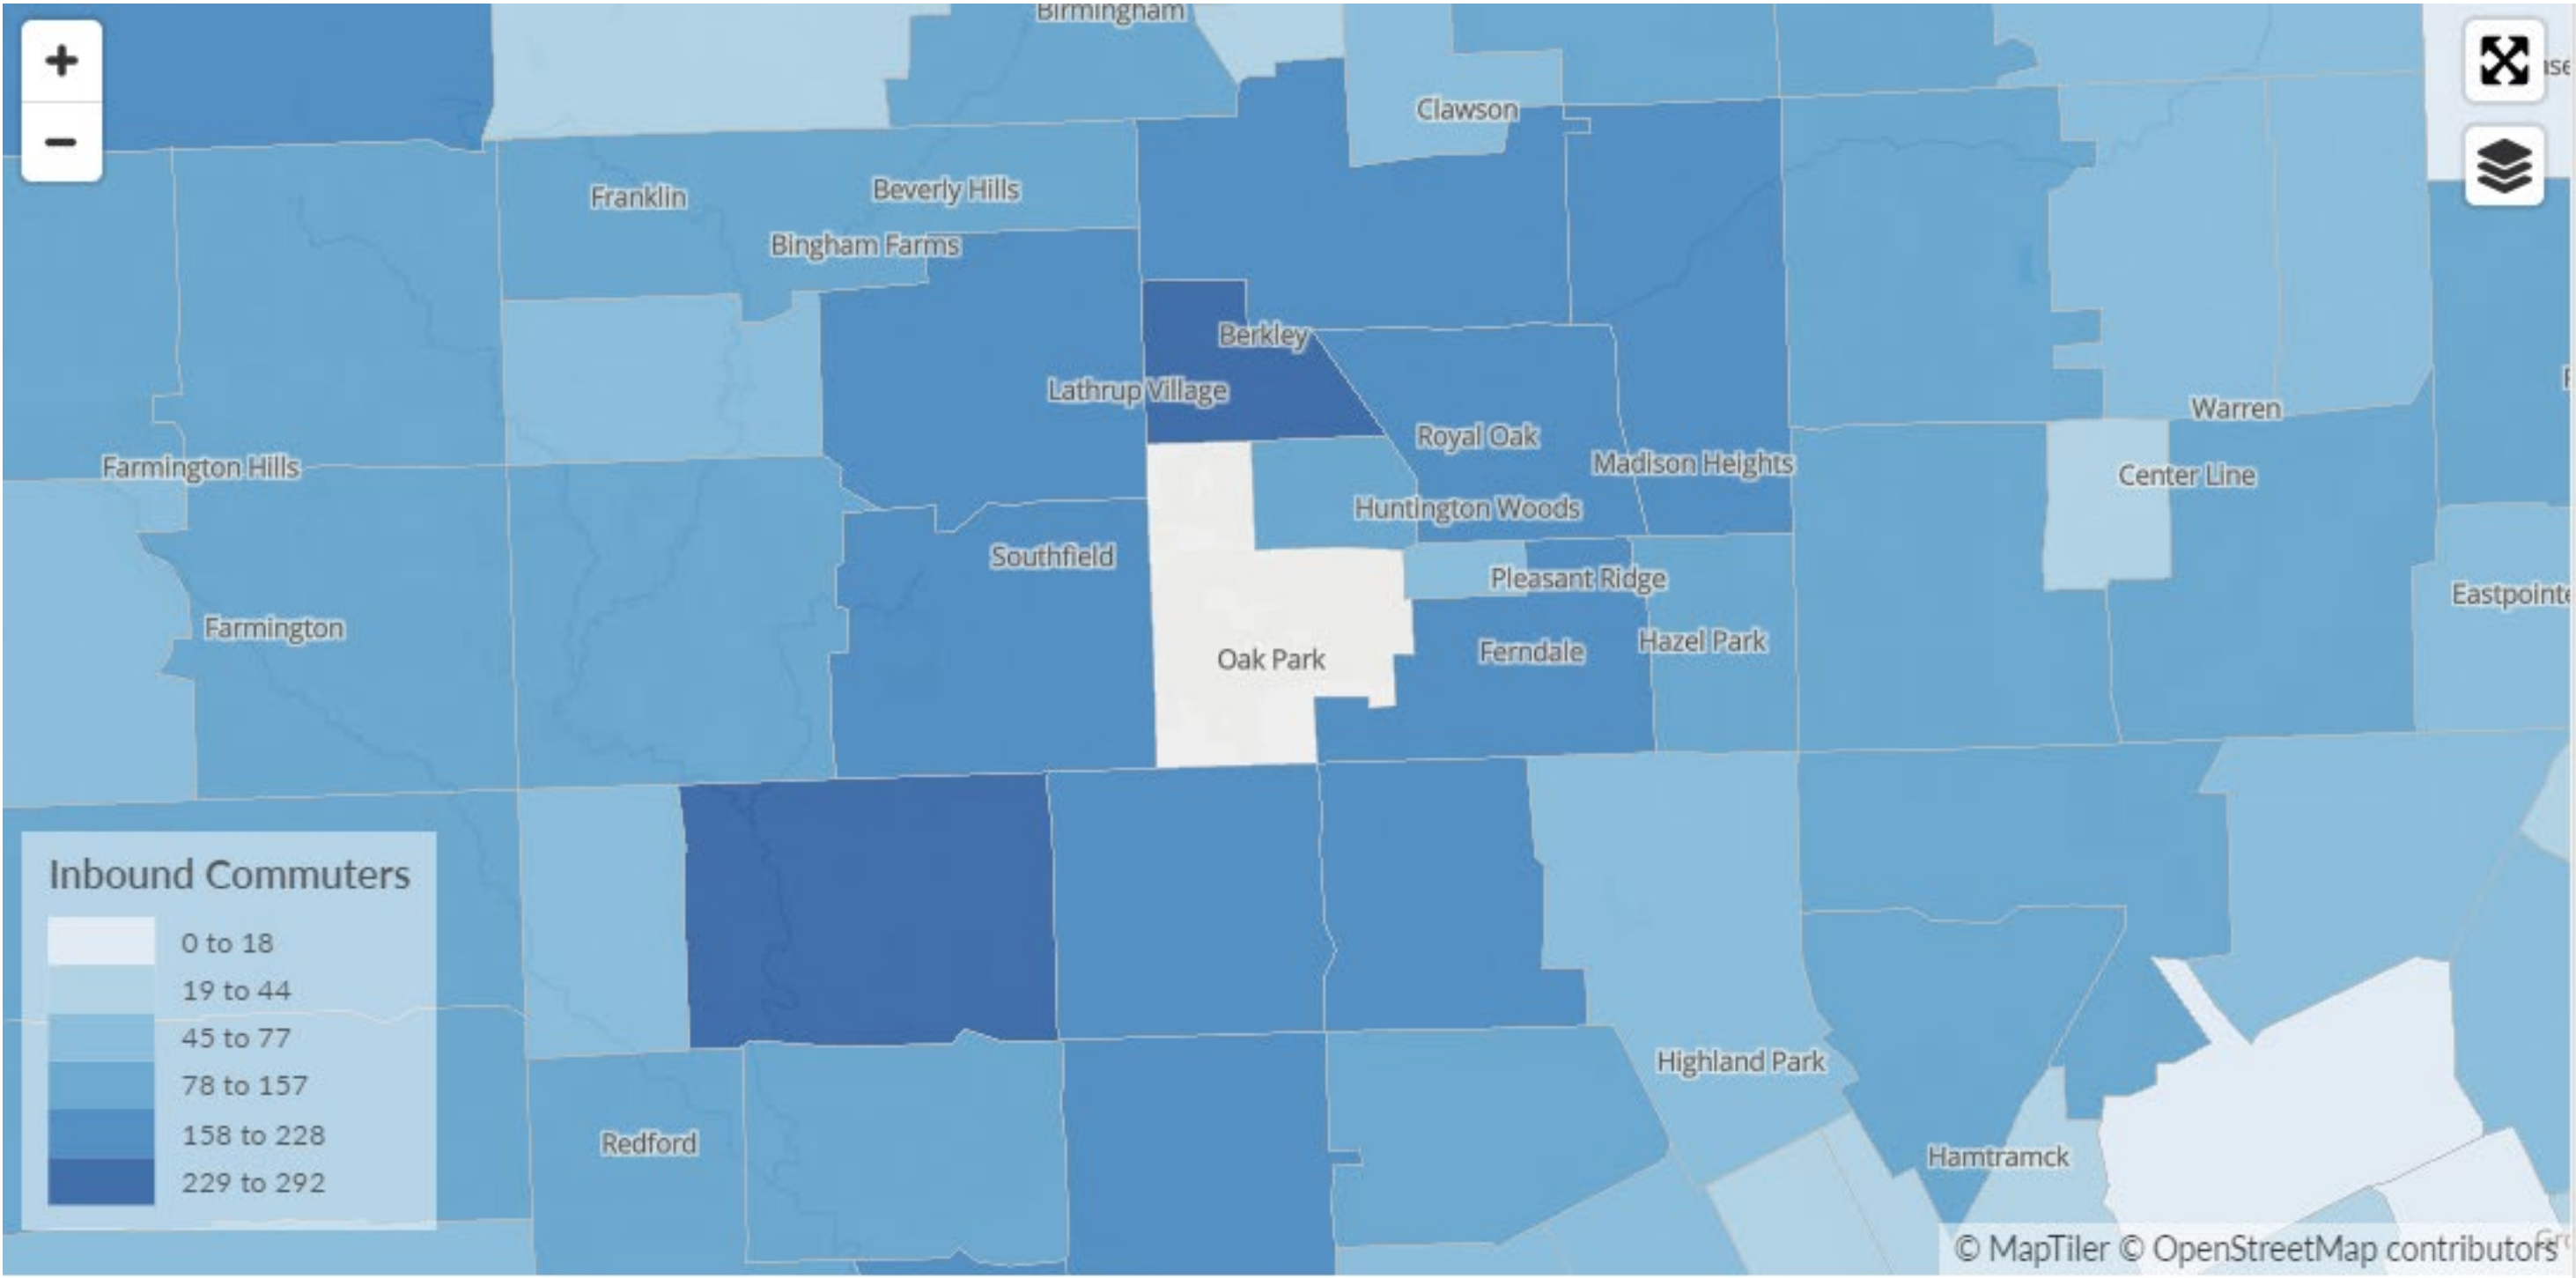 Birmingham
+
Clawson
−
Franklin
Beverly Hills
Bingham Farms
Berkley
Lathrup Village
Warren
Royal Oak
Madison Heights
Farmington Hills
Center Line
Huntington Woods
Southfield
Pleasant Ridge
Eastpointe
Farmington
Oak Park
Ferndale
Hazel Park
Inbound Commuters
0 to 18
19 to 44
45 to 77
78 to 157
158 to 228
229 to 292
Highland Park
Redford
Hamtramck
© MapTiler © OpenStreetMap contributors